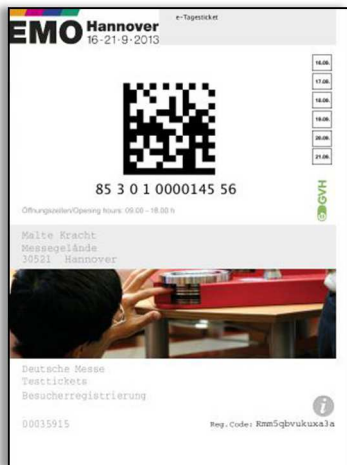 e-Tagesticket
EMO Hannover
16-21-9-2013
16.09.
17.09.
18.09.
19.09.
20.09.
21.09.
85 3 0 1 0000145 56
GVH
Öffnungszeiten/Opening hours: 09.00 - 18.00 h
Malte Kracht
Messegelände
30521 Hannover
Deutsche Messe
Testtickets
Besucherregistrierung
00035915
Reg.Code: Kmm5qbvukuxa3a